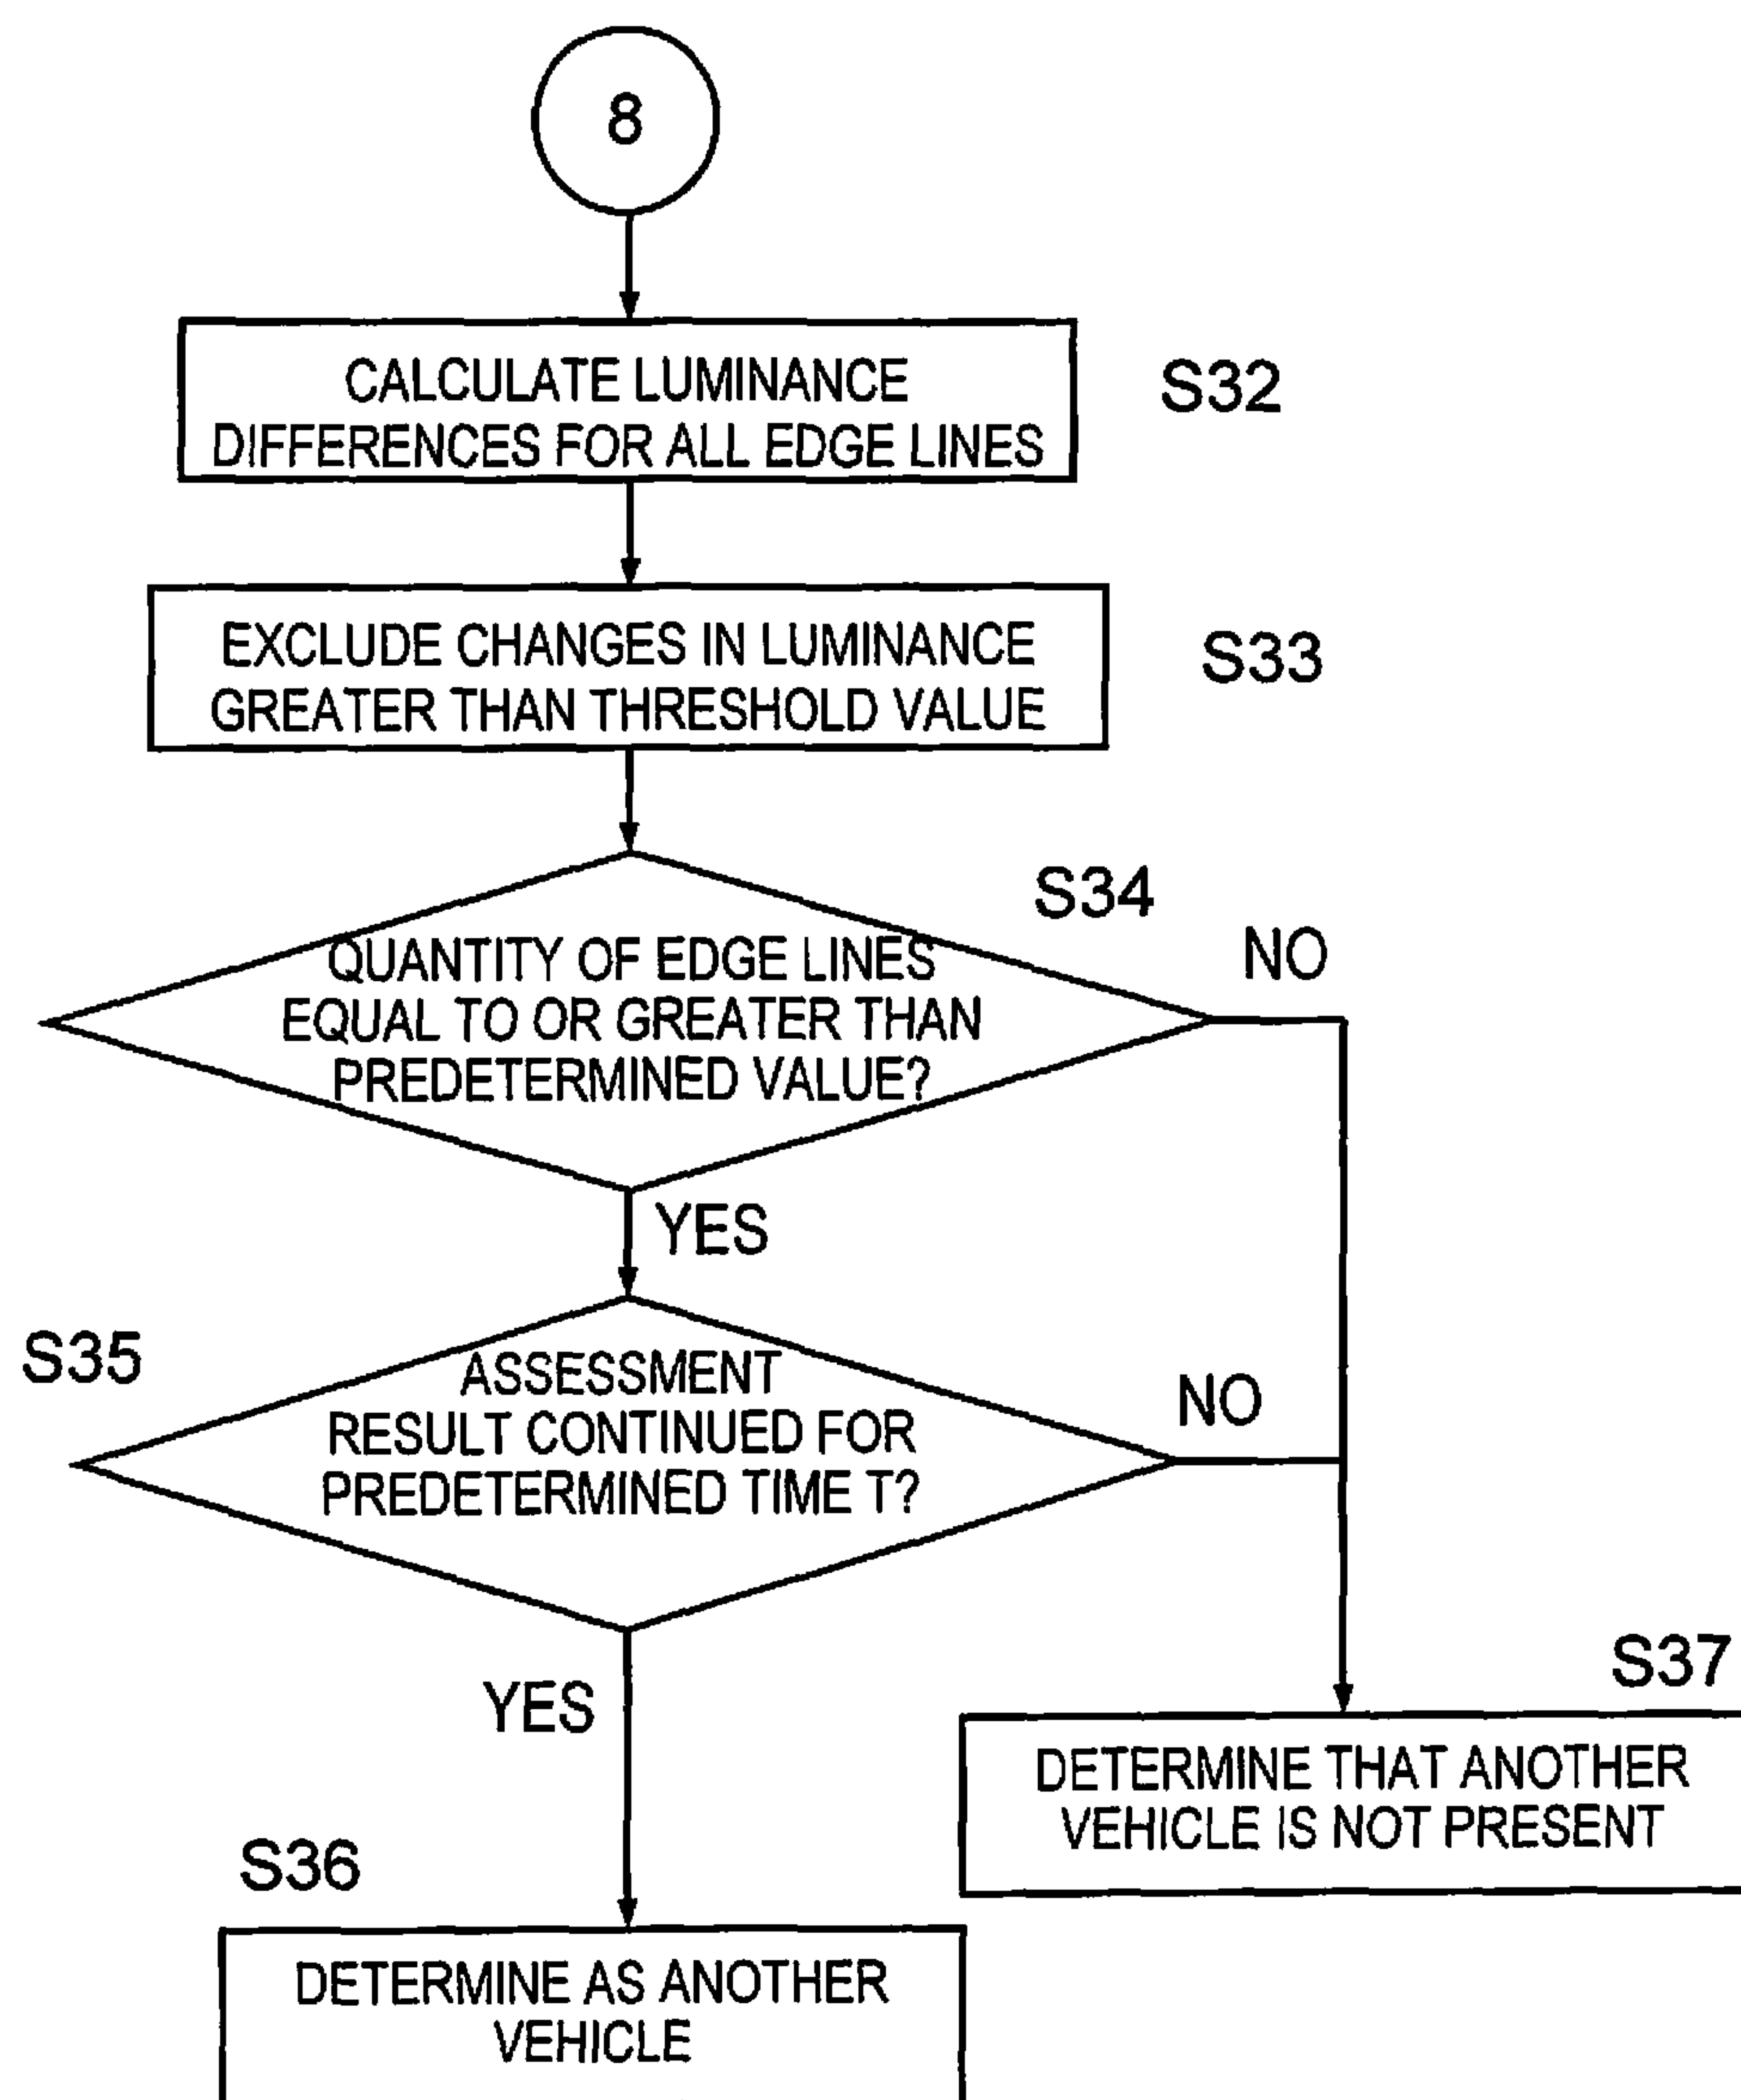 8
CALCULATE LUMINANCE
DIFFERENCES FOR ALL EDGE LINES
S32
EXCLUDE CHANGES IN LUMINANCE
GREATER THAN THRESHOLD VALUE
S33
S34
QUANTITY OF EDGE LINES
EQUAL TO OR GREATER THAN
PREDETERMINED VALUE?
NO
YES
S35
ASSESSMENT
RESULT CONTINUED FOR
PREDETERMINED TIME T?
NO
YES
S37
DETERMINE THAT ANOTHER
VEHICLE IS NOT PRESENT
S36
DETERMINE AS ANOTHER
VEHICLE